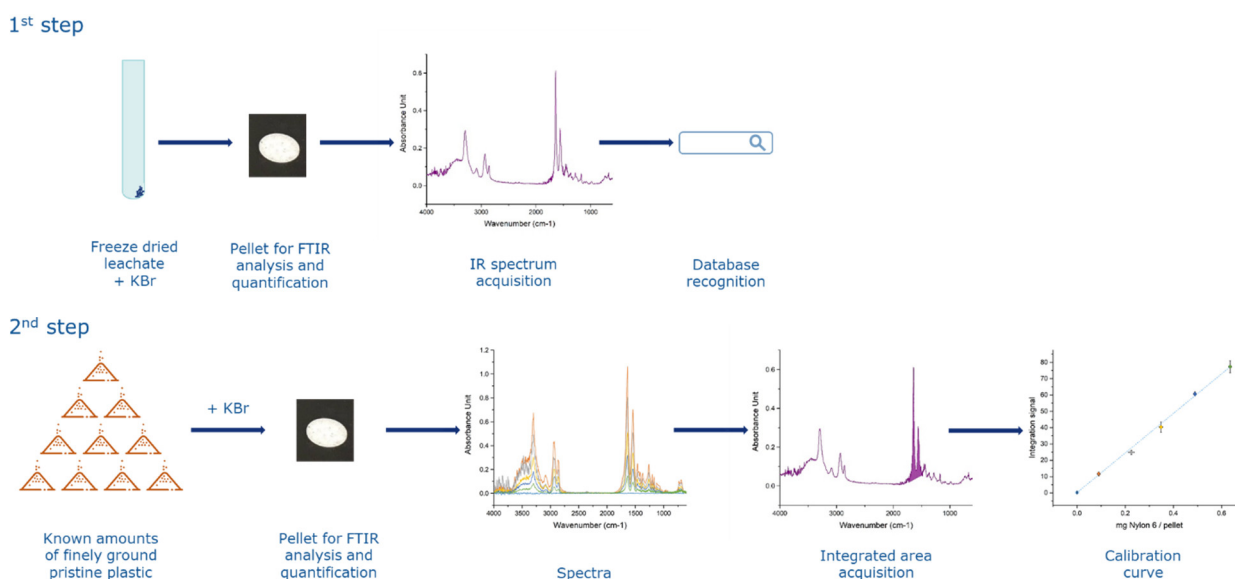 1st step
0.6
0.4
0.2
0.0
Absorbance Unit
4000
3000
2000
1000
Wavenumber (cm-1)
Freeze dried
leachate
+ KBr
Pellet for FTIR
analysis and
quantification
IR spectrum
acquisition
Database
recognition
2nd step
+ KBr
1.2
1.0
0.8
0.6
0.4
0.2
0.0
Absorbance Unit
4000
3500
3000
2500
2000
1500
1000
Wavenumber (cm-1)
0.6
0.4
0.2
0.0
Absorbance Unit
4000
3000
2000
1000
Wavenumber (cm-1)
80
70
60
50
40
30
20
10
0
Integration signal
0.0
0.2
0.4
0.6
mg Nylon 6 / pellet
Known amounts
of finely ground
pristine plastic
Pellet for FTIR
analysis and
quantification
Spectra
Integrated area
acquisition
Calibration
curve